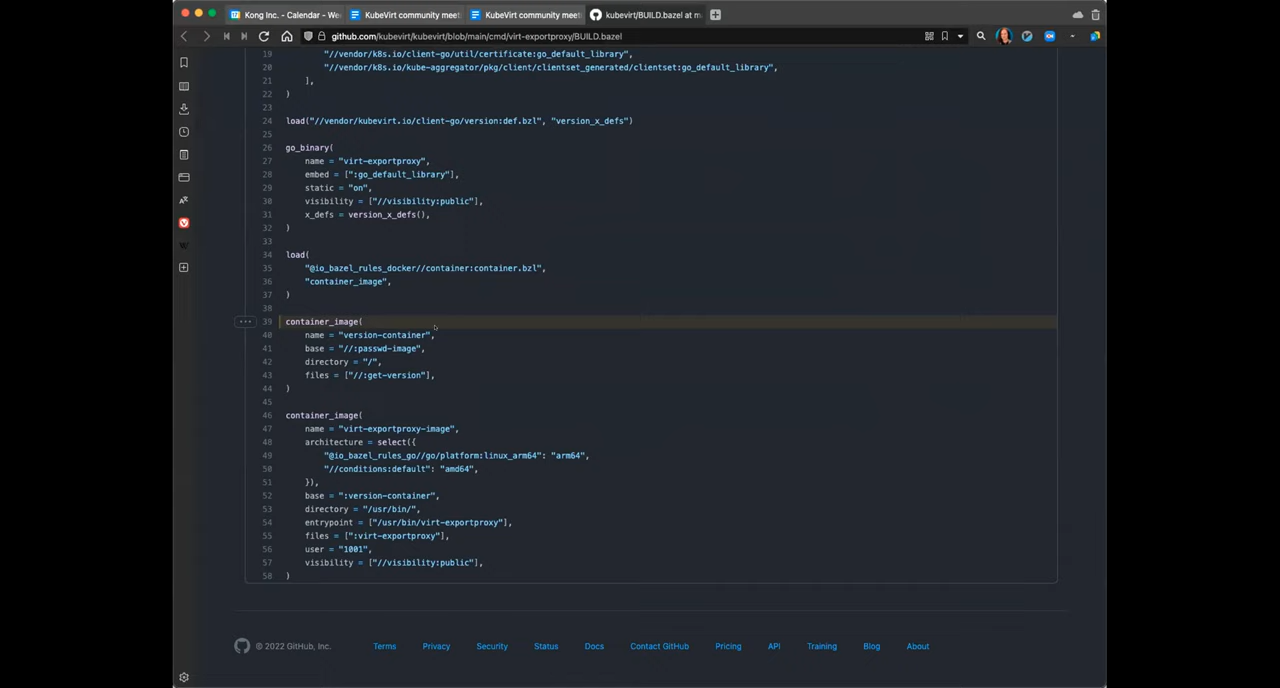 Kong Inc. - Calendar - We
KubeVirt community meet
KubeVirt community meet
kubevirt/BUILD.bazel at m
github.com/kubevirt/kubevirt/blob/main/cmd/virt-exportproxy/BUILD.bazel
19 "//vendor/k8s.io/client-go/util/certificate:go_default_library",
20 "//vendor/k8s.io/kube-aggregator/pkg/client/clientset_generated/clientset:go_default_library",
21 ],
22 )
23
24 load("//vendor/kubevirt.io/client-go/version:def.bzl", "version_x_defs")
25
26 go_binary(
27 name = "virt-exportproxy",
28 embed = [":go_default_library"],
29 static = "on",
30 visibility = ["//visibility:public"],
31 x_defs = version_x_defs(),
32 )
33
34 load(
35 "@io_bazel_rules_docker//container:container.bzl",
36 "container_image",
37 )
38
39 container_image(
40 name = "version-container",
41 base = "//:passwd-image",
42 directory = "/",
43 files = ["//:get-version"],
44 )
45
46 container_image(
47 name = "virt-exportproxy-image",
48 architecture = select({
49 "@io_bazel_rules_go//go/platform:linux_arm64": "arm64",
50 "//conditions:default": "amd64",
51 }),
52 base = ":version-container",
53 directory = "/usr/bin/",
54 entrypoint = ["/usr/bin/virt-exportproxy"],
55 files = [":virt-exportproxy"],
56 user = "1001",
57 visibility = ["//visibility:public"],
58 )
© 2022 GitHub, Inc.
Terms
Privacy
Security
Status
Docs
Contact GitHub
Pricing
API
Training
Blog
About